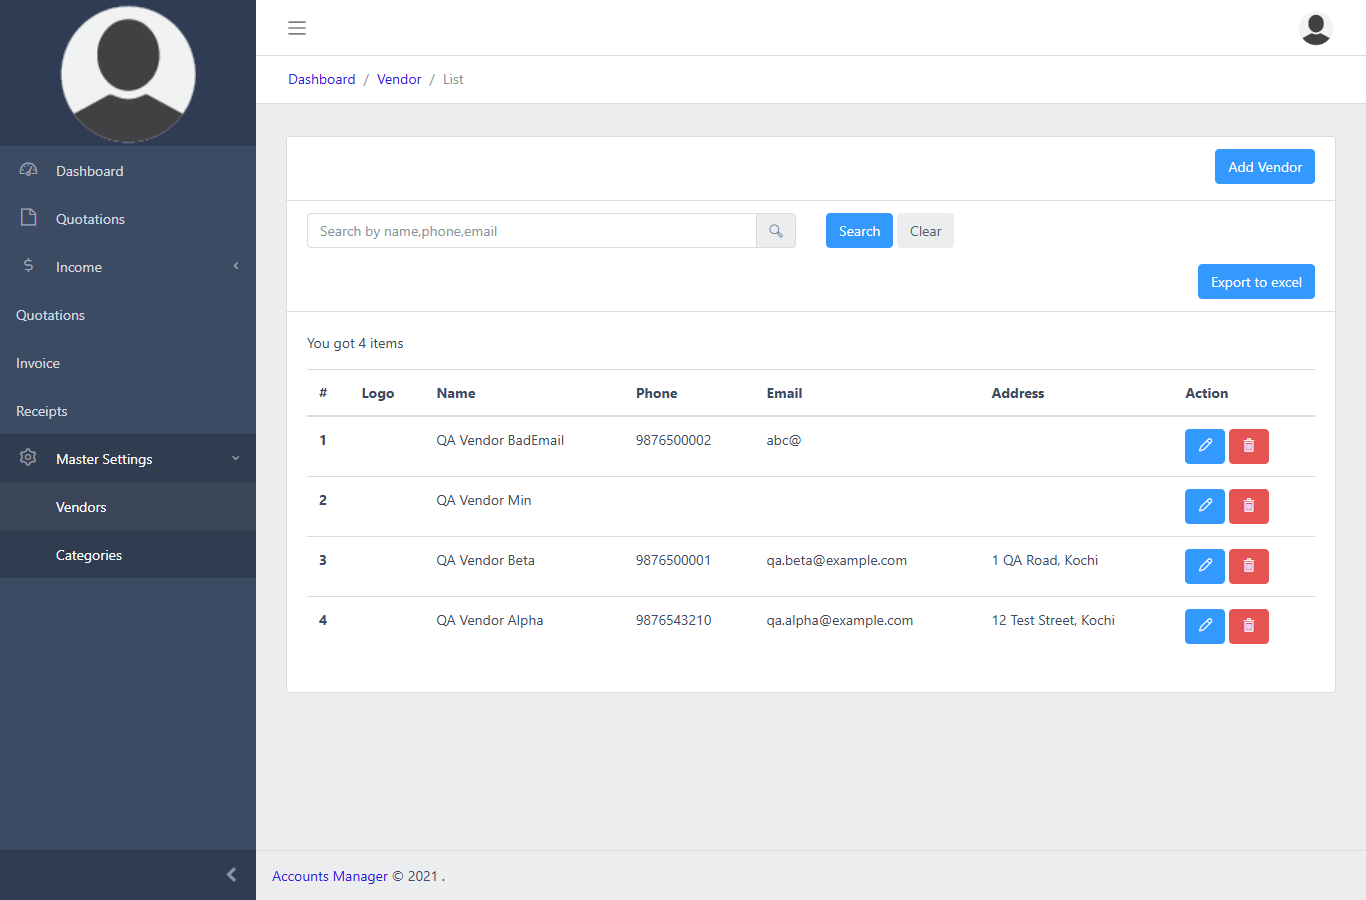 Dashboard
Quotations
Income
Quotations
Invoice
Receipts
Master Settings
Vendors
Categories
Dashboard / Vendor / List
Add Vendor
Search by name,phone,email
Search Clear
Export to excel
You got 4 items
# Logo Name Phone Email Address Action
1 QA Vendor BadEmail 9876500002 abc@
2 QA Vendor Min
3 QA Vendor Beta 9876500001 qa.beta@example.com 1 QA Road, Kochi
4 QA Vendor Alpha 9876543210 qa.alpha@example.com 12 Test Street, Kochi
Accounts Manager © 2021 .